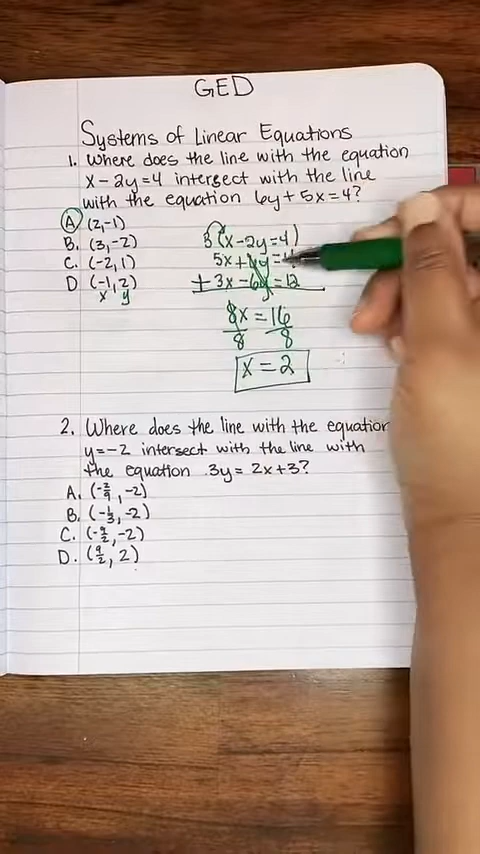 GED
Systems of Linear Equations
1. Where does the line with the equation
x - 2y = 4 intersect with the line
with the equation 6y + 5x = 4?
A (2, -1)
B. (3, -2)
C. (-2, 1)
D (-1, 2)
x y
3(x - 2y = 4)
5x + 6y =
+ 3x - 6y = 12
8x = 16
8 8
x = 2
2. Where does the line with the equation
y = -2 intersect with the line with
the equation 3y = 2x + 3?
A. (-2/9, -2)
B. (-1/3, -2)
C. (-9/2, -2)
D. (9/2, 2)